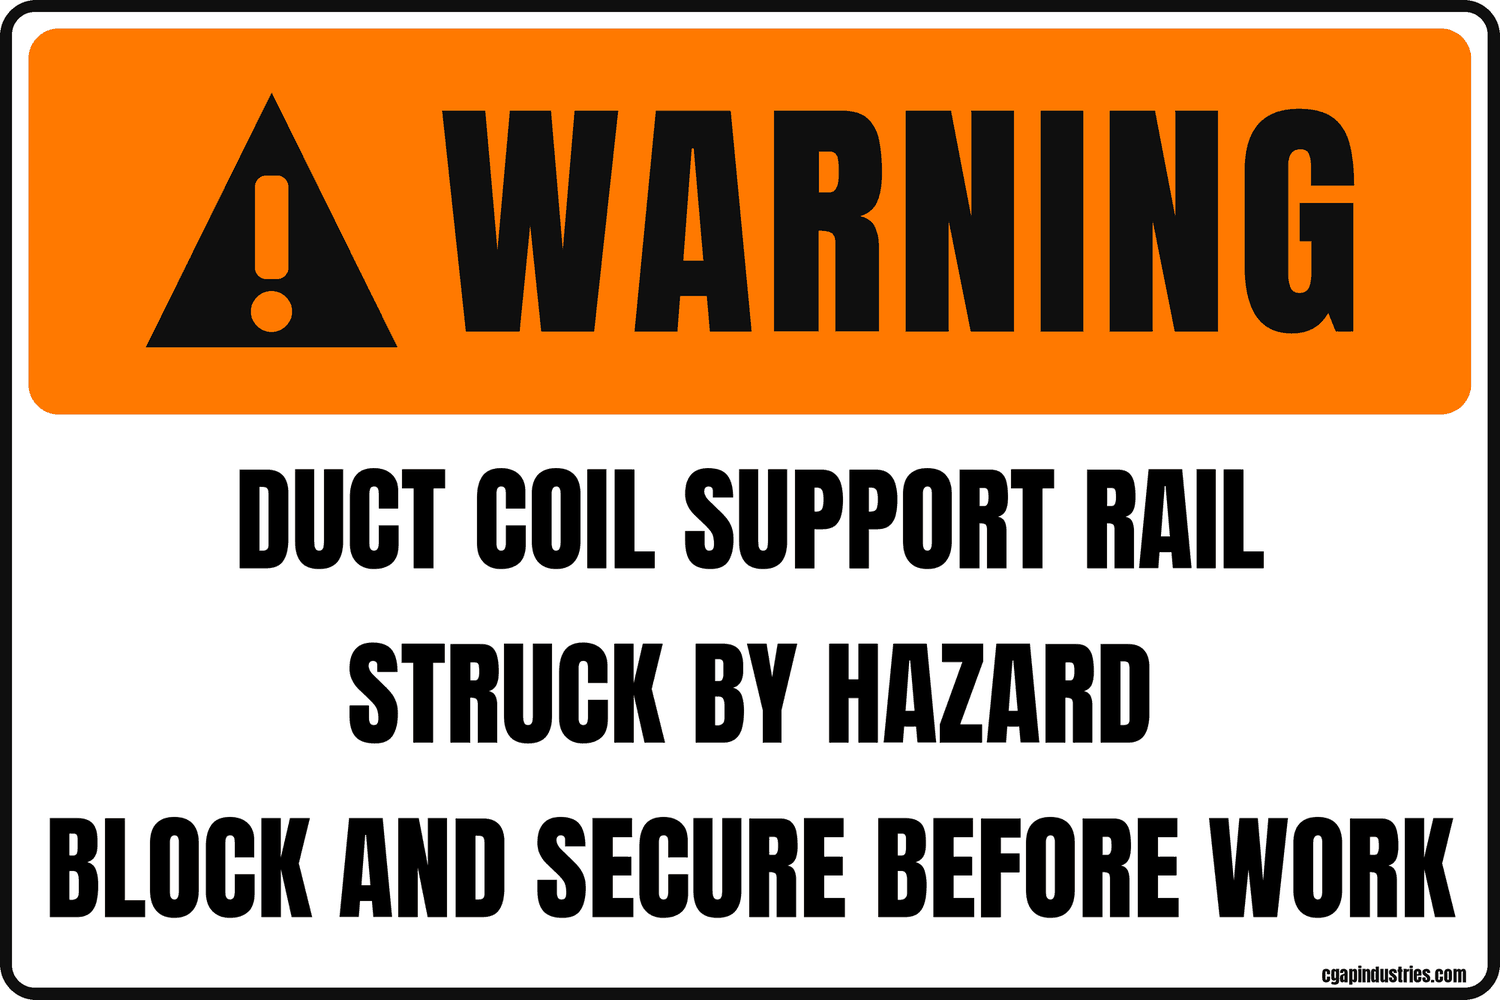 WARNING
DUCT COIL SUPPORT RAIL
STRUCK BY HAZARD
BLOCK AND SECURE BEFORE WORK
cgapindustries.com